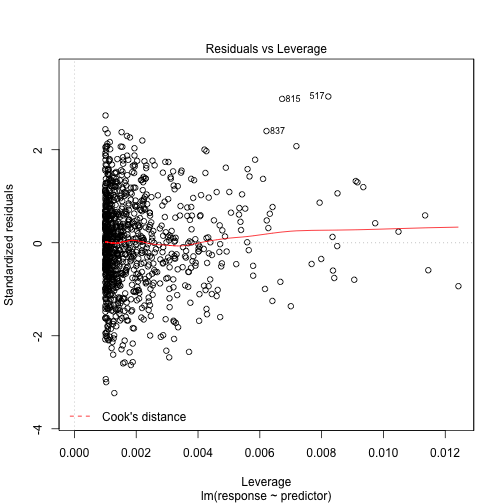 Residuals vs Leverage
Standardized residuals
2
0
-2
-4
815
517
837
Cook's distance
0.000 0.002 0.004 0.006 0.008 0.010 0.012
Leverage
lm(response ~ predictor)